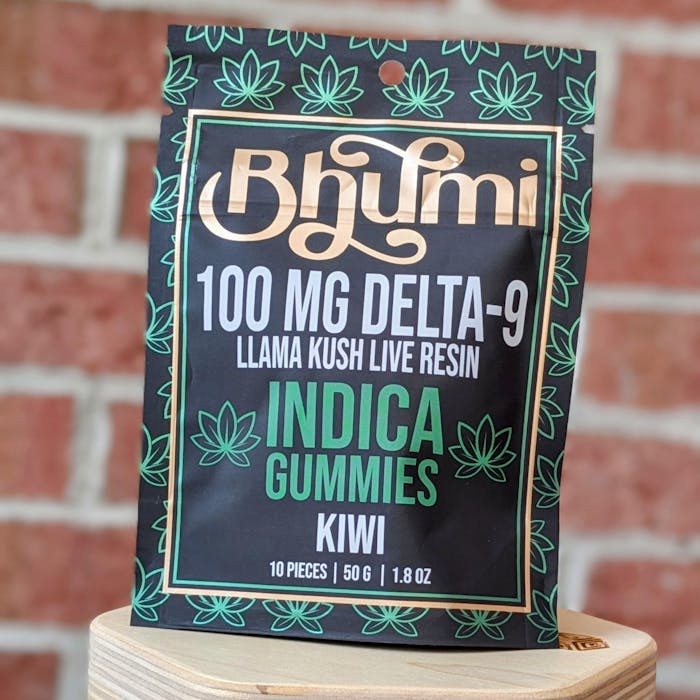 Bhumi
100 MG DELTA-9
LLAMA KUSH LIVE RESIN
INDICA
GUMMIES
KIWI
10 PIECES | 50 G | 1.8 OZ